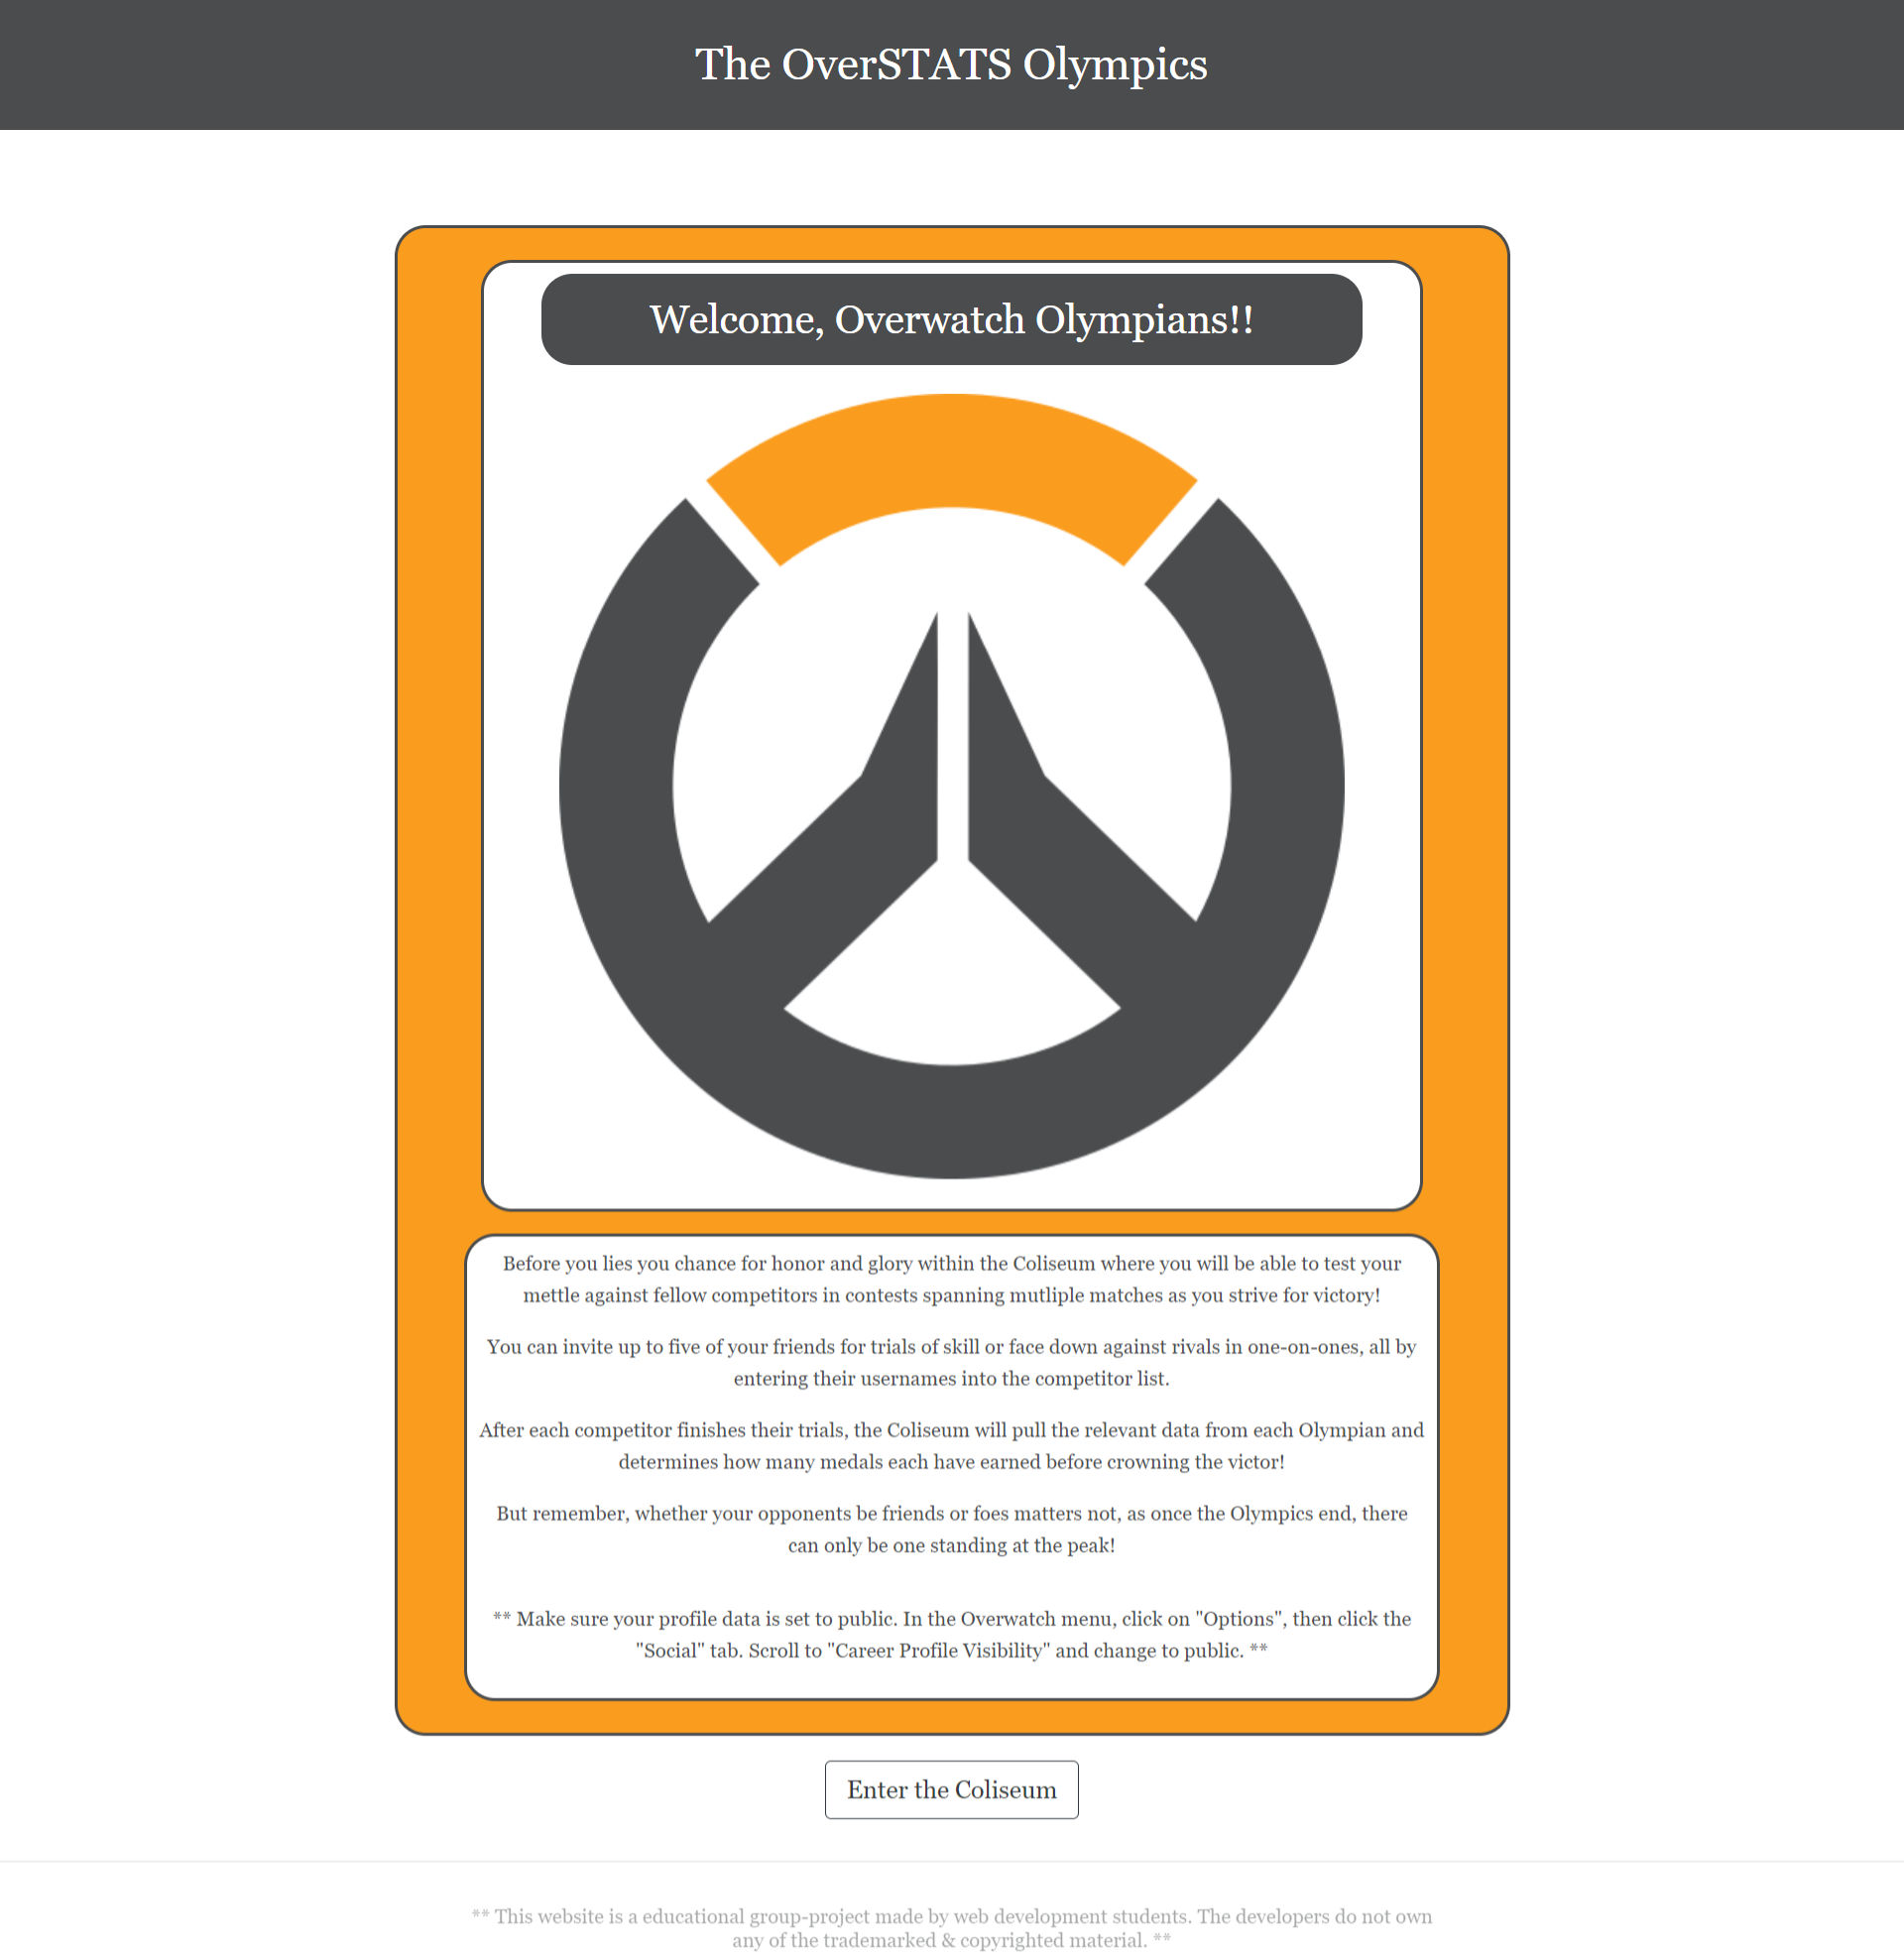 The OverSTATS Olympics
Welcome, Overwatch Olympians!!
Before you lies you chance for honor and glory within the Coliseum where you will be able to test your
mettle against fellow competitors in contests spanning mutliple matches as you strive for victory!
You can invite up to five of your friends for trials of skill or face down against rivals in one-on-ones, all by
entering their usernames into the competitor list.
After each competitor finishes their trials, the Coliseum will pull the relevant data from each Olympian and
determines how many medals each have earned before crowning the victor!
But remember, whether your opponents be friends or foes matters not, as once the Olympics end, there
can only be one standing at the peak!
** Make sure your profile data is set to public. In the Overwatch menu, click on "Options", then click the
"Social" tab. Scroll to "Career Profile Visibility" and change to public. **
Enter the Coliseum
** This website is a educational group-project made by web development students. The developers do not own
any of the trademarked & copyrighted material. **